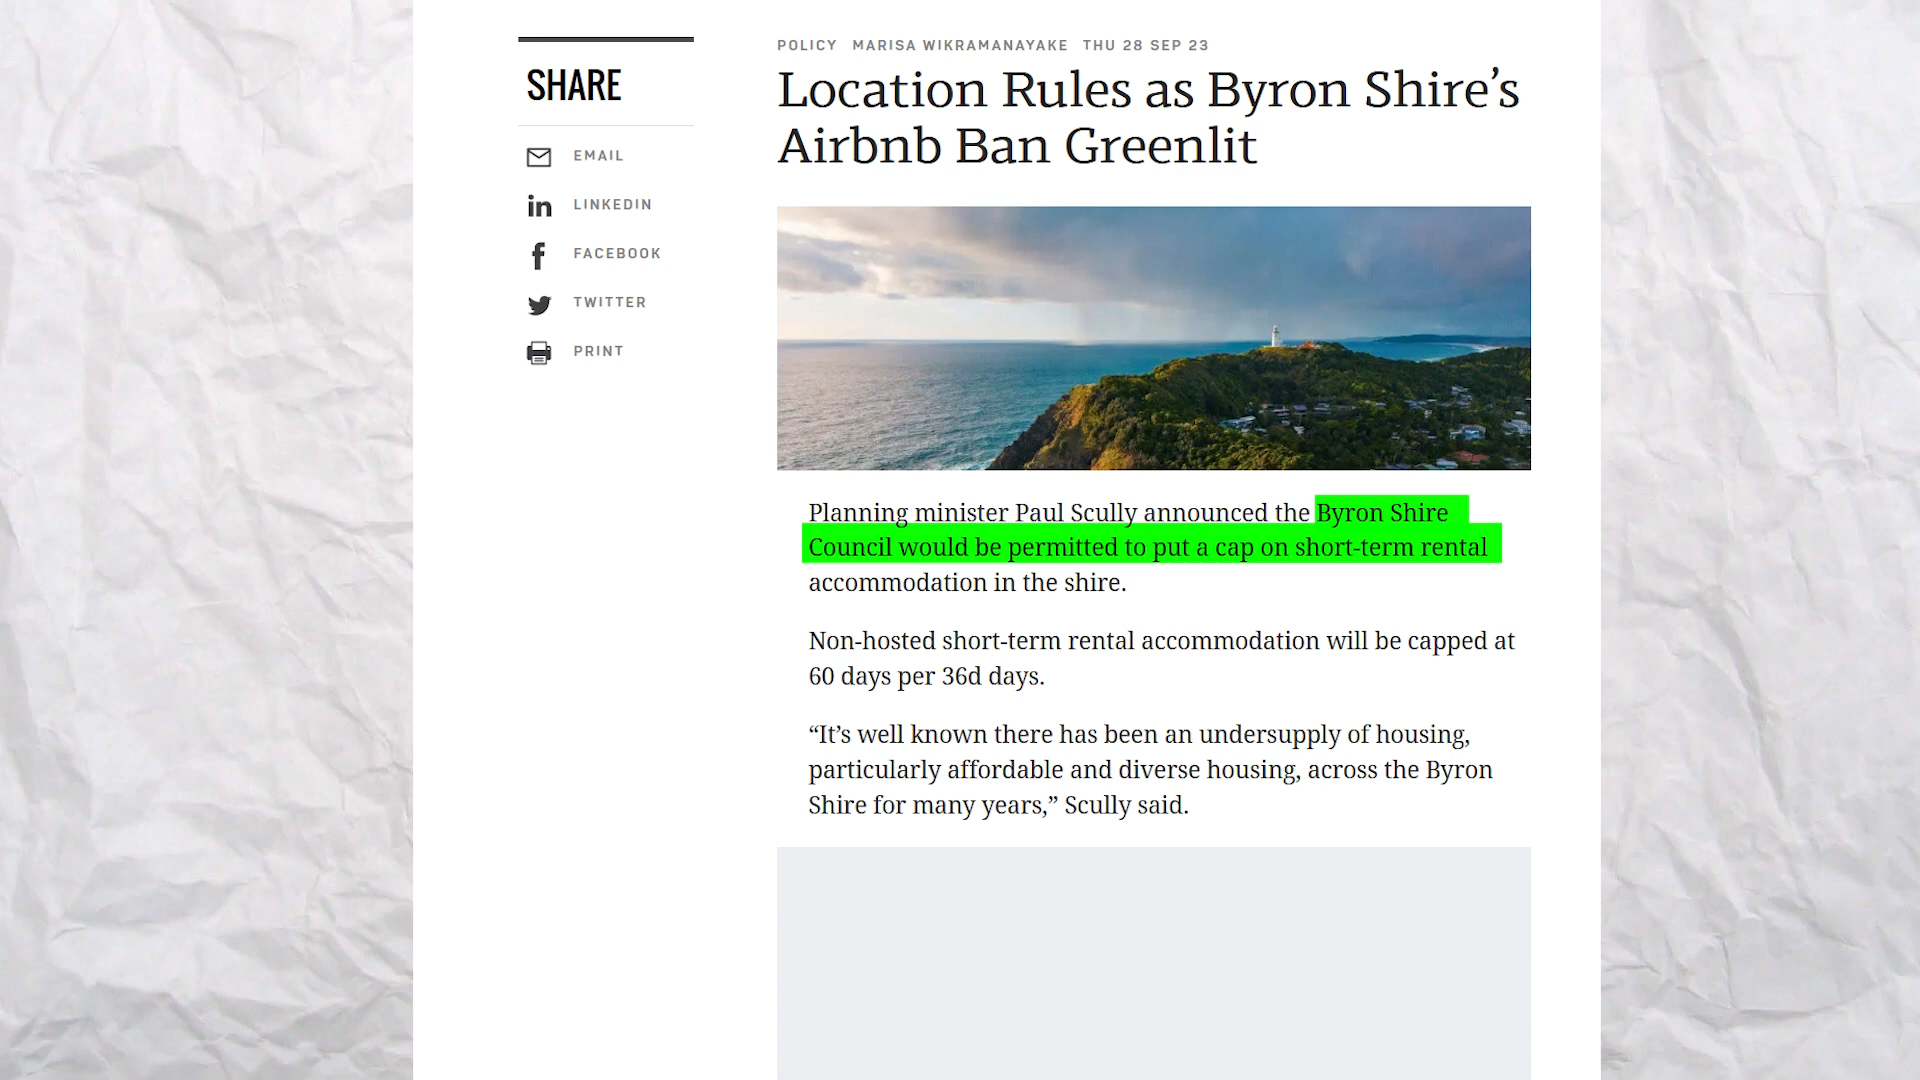 SHARE
EMAIL
LINKEDIN
FACEBOOK
TWITTER
PRINT
POLICY MARISA WIKRAMANAYAKE THU 28 SEP 23
Location Rules as Byron Shire’s
Airbnb Ban Greenlit
Planning minister Paul Scully announced the Byron Shire
Council would be permitted to put a cap on short-term rental
accommodation in the shire.
Non-hosted short-term rental accommodation will be capped at
60 days per 36d days.
“It’s well known there has been an undersupply of housing,
particularly affordable and diverse housing, across the Byron
Shire for many years,” Scully said.